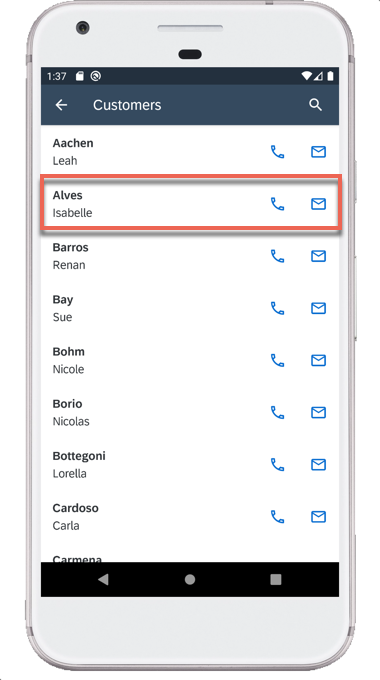 1:37
Customers
Aachen
Leah
Alves
Isabelle
Barros
Renan
Bay
Sue
Bohm
Nicole
Borio
Nicolas
Bottegoni
Lorella
Cardoso
Carla
Carmena